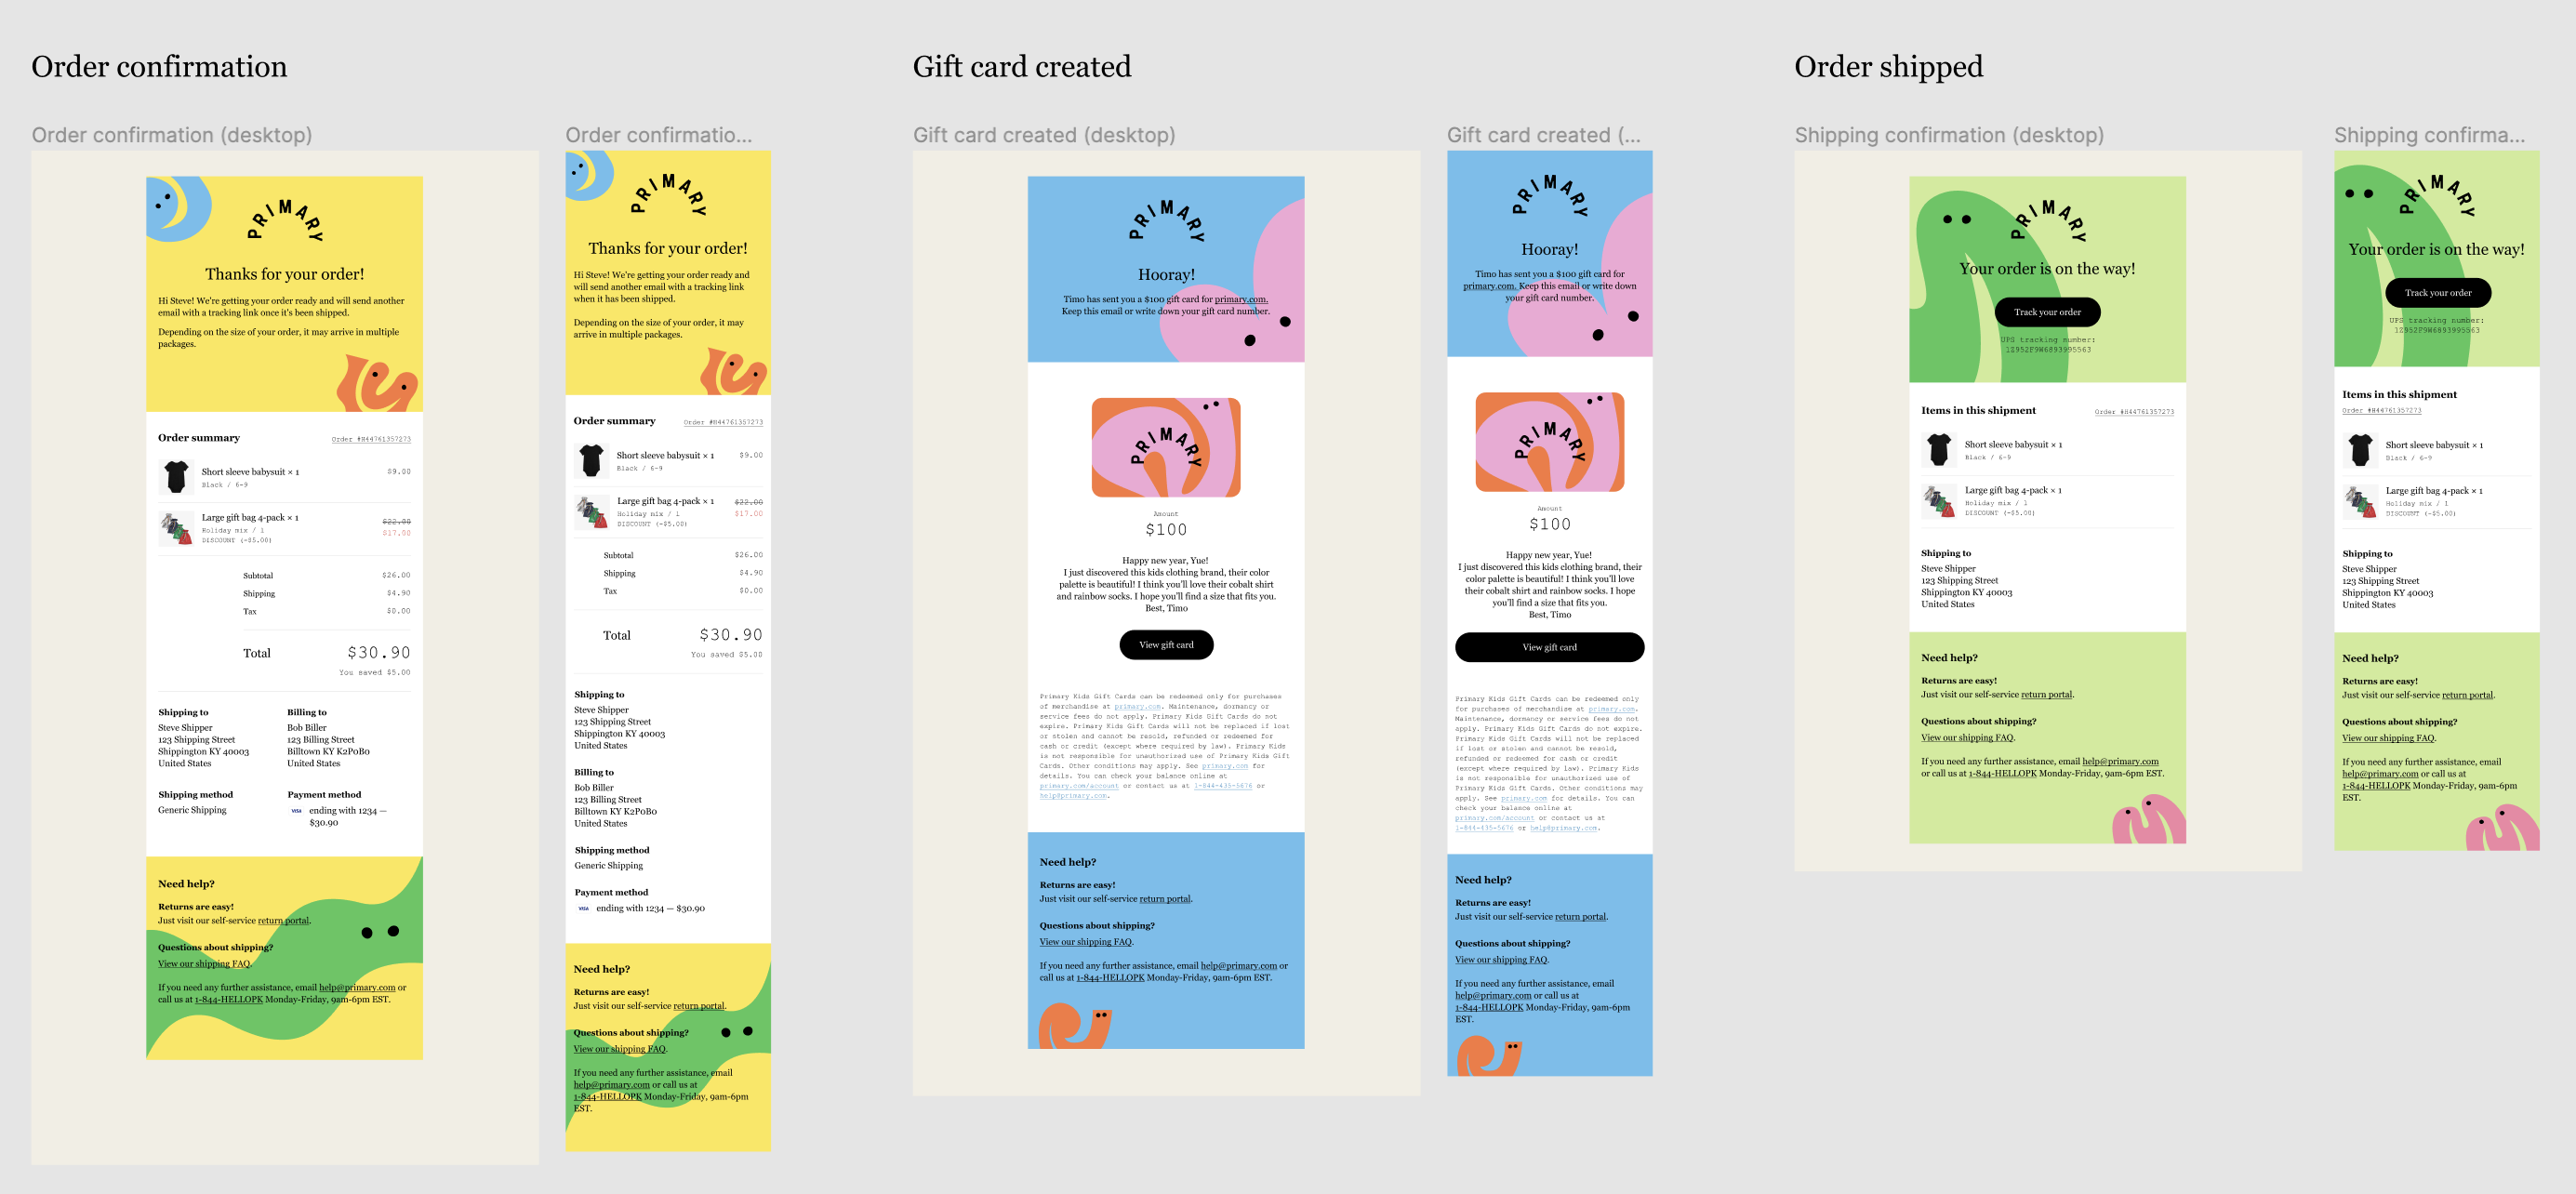 Order confirmation
Order confirmation (desktop)
PRIMARY
Thanks for your order!
Hi Steve! We're getting your order ready and will send another
email with a tracking link once it's been shipped.
Depending on the size of your order, it may arrive in multiple
packages.
Order summary
Order #844761357273
Short sleeve babysuit × 1
$9.00
Black / 6-9
Large gift bag 4-pack × 1
$22.00
Holiday mix / 1
$17.00
DISCOUNT (-$5.00)
Subtotal
$26.00
Shipping
$4.90
Tax
$0.00
Total
$30.90
You saved $5.00
Shipping to
Steve Shipper
123 Shipping Street
Shippington KY 40003
United States
Billing to
Bob Biller
123 Billing Street
Billtown KY K2P0B0
United States
Shipping method
Generic Shipping
Payment method
VISA
ending with 1234 —
$30.90
Need help?
Returns are easy!
Just visit our self-service return portal.
Questions about shipping?
View our shipping FAQ.
If you need any further assistance, email help@primary.com or
call us at 1-844-HELLOPK Monday-Friday, 9am-6pm EST.
Order confirmatio...
PRIMARY
Thanks for your order!
Hi Steve! We're getting your order ready and
will send another email with a tracking link
when it has been shipped.
Depending on the size of your order, it may
arrive in multiple packages.
Order summary
Order #844761357273
Short sleeve babysuit × 1
$9.00
Black / 6-9
Large gift bag 4-pack × 1
$22.00
Holiday mix / 1
$17.00
DISCOUNT (-$5.00)
Subtotal
$26.00
Shipping
$4.90
Tax
$0.00
Total
$30.90
You saved $5.00
Shipping to
Steve Shipper
123 Shipping Street
Shippington KY 40003
United States
Billing to
Bob Biller
123 Billing Street
Billtown KY K2P0B0
United States
Shipping method
Generic Shipping
Payment method
VISA
ending with 1234 — $30.90
Need help?
Returns are easy!
Just visit our self-service return portal.
Questions about shipping?
View our shipping FAQ.
If you need any further assistance, email
help@primary.com or call us at
1-844-HELLOPK Monday-Friday, 9am-6pm
EST.
Gift card created
Gift card created (desktop)
PRIMARY
Hooray!
Timo has sent you a $100 gift card for primary.com.
Keep this email or write down your gift card number.
PRIMARY
Amount
$100
Happy new year, Yue!
I just discovered this kids clothing brand, their color
palette is beautiful! I think you'll love their cobalt shirt
and rainbow socks. I hope you'll find a size that fits you.
Best, Timo
View gift card
Primary Kids Gift Cards can be redeemed only for purchases
of merchandise at primary.com. Maintenance, dormancy or
service fees do not apply. Primary Kids Gift Cards do not
expire. Primary Kids Gift Cards will not be replaced if lost
or stolen and cannot be resold, refunded or redeemed for
cash or credit (except where required by law). Primary Kids
is not responsible for unauthorized use of Primary Kids Gift
Cards. Other conditions may apply. See primary.com for
details. You can check your balance online at
primary.com/account or contact us at 1-844-435-5676 or
help@primary.com.
Need help?
Returns are easy!
Just visit our self-service return portal.
Questions about shipping?
View our shipping FAQ.
If you need any further assistance, email help@primary.com or
call us at 1-844-HELLOPK Monday-Friday, 9am-6pm EST.
Gift card created (...
PRIMARY
Hooray!
Timo has sent you a $100 gift card for
primary.com. Keep this email or write down
your gift card number.
PRIMARY
Amount
$100
Happy new year, Yue!
I just discovered this kids clothing brand, their
color palette is beautiful! I think you'll love
their cobalt shirt and rainbow socks. I hope
you'll find a size that fits you.
Best, Timo
View gift card
Primary Kids Gift Cards can be redeemed only
for purchases of merchandise at primary.com.
Maintenance, dormancy or service fees do not
apply. Primary Kids Gift Cards do not expire.
Primary Kids Gift Cards will not be replaced
if lost or stolen and cannot be resold,
refunded or redeemed for cash or credit
(except where required by law). Primary Kids
is not responsible for unauthorized use of
Primary Kids Gift Cards. Other conditions may
apply. See primary.com for details. You can
check your balance online at
primary.com/account or contact us at
1-844-435-5676 or help@primary.com.
Need help?
Returns are easy!
Just visit our self-service return portal.
Questions about shipping?
View our shipping FAQ.
If you need any further assistance, email
help@primary.com or call us at
1-844-HELLOPK Monday-Friday, 9am-6pm
EST.
Order shipped
Shipping confirmation (desktop)
PRIMARY
Your order is on the way!
Track your order
UPS tracking number:
1Z952F9W6893995563
Items in this shipment
Order #844761357273
Short sleeve babysuit × 1
Black / 6-9
Large gift bag 4-pack × 1
Holiday mix / 1
DISCOUNT (-$5.00)
Shipping to
Steve Shipper
123 Shipping Street
Shippington KY 40003
United States
Need help?
Returns are easy!
Just visit our self-service return portal.
Questions about shipping?
View our shipping FAQ.
If you need any further assistance, email help@primary.com
or call us at 1-844-HELLOPK Monday-Friday, 9am-6pm EST.
Shipping confirma...
PRIMARY
Your order is on the way!
Track your order
UPS tracking number:
1Z952F9W6893995563
Items in this shipment
Order #844761357273
Short sleeve babysuit × 1
Black / 6-9
Large gift bag 4-pack × 1
Holiday mix / 1
DISCOUNT (-$5.00)
Shipping to
Steve Shipper
123 Shipping Street
Shippington KY 40003
United States
Need help?
Returns are easy!
Just visit our self-service return portal.
Questions about shipping?
View our shipping FAQ.
If you need any further assistance, email
help@primary.com or call us at
1-844-HELLOPK Monday-Friday, 9am-6pm
EST.